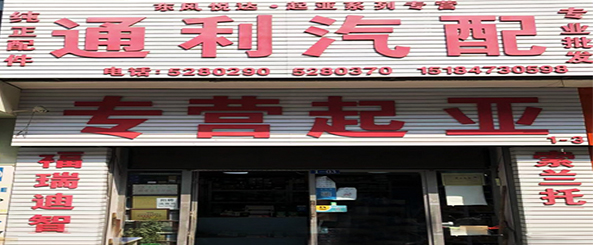 东风悦达·起亚系列专营
纯正配件
通利汽配
专业批发
电话:5280290 5280370 15184730598
专营起亚
1-3
福瑞迪智
索兰托